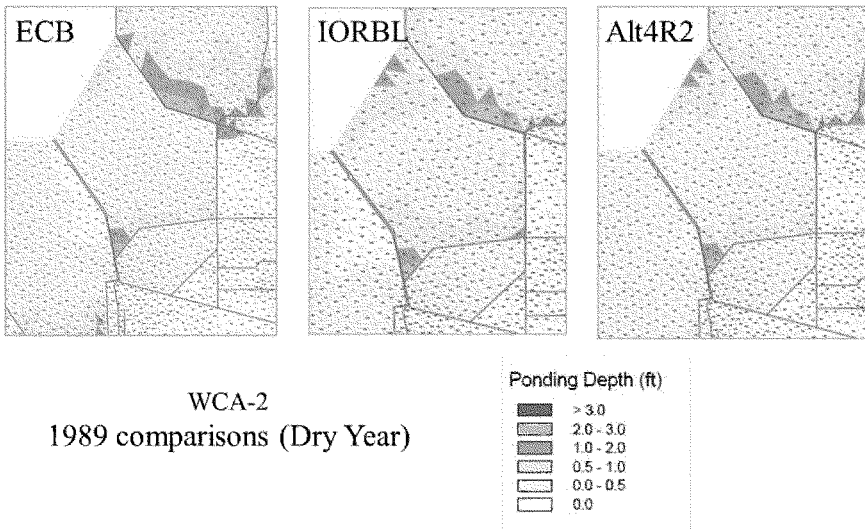 ECB
IORBL
Alt4R2
WCA-2
1989 comparisons (Dry Year)
Ponding Depth (ft)
> 3.0
2.0 - 3.0
1.0 - 2.0
0.5 - 1.0
0.0 - 0.5
0.0